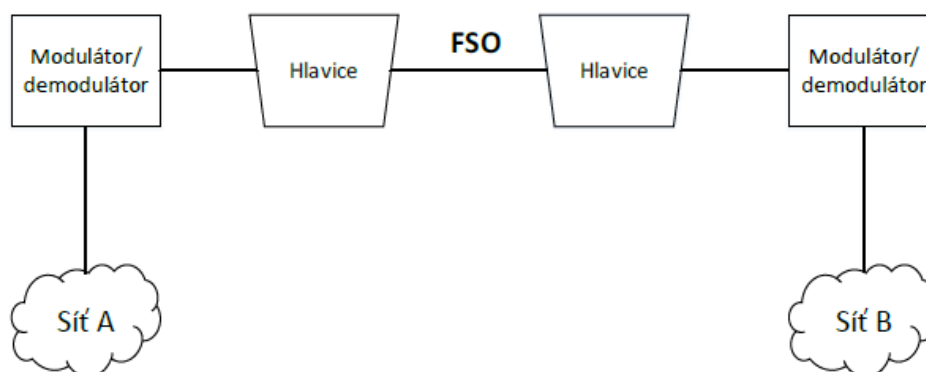 Modulátor/
demodulátor
Hlavice
FSO
Hlavice
Modulátor/
demodulátor
Síť A
Síť B